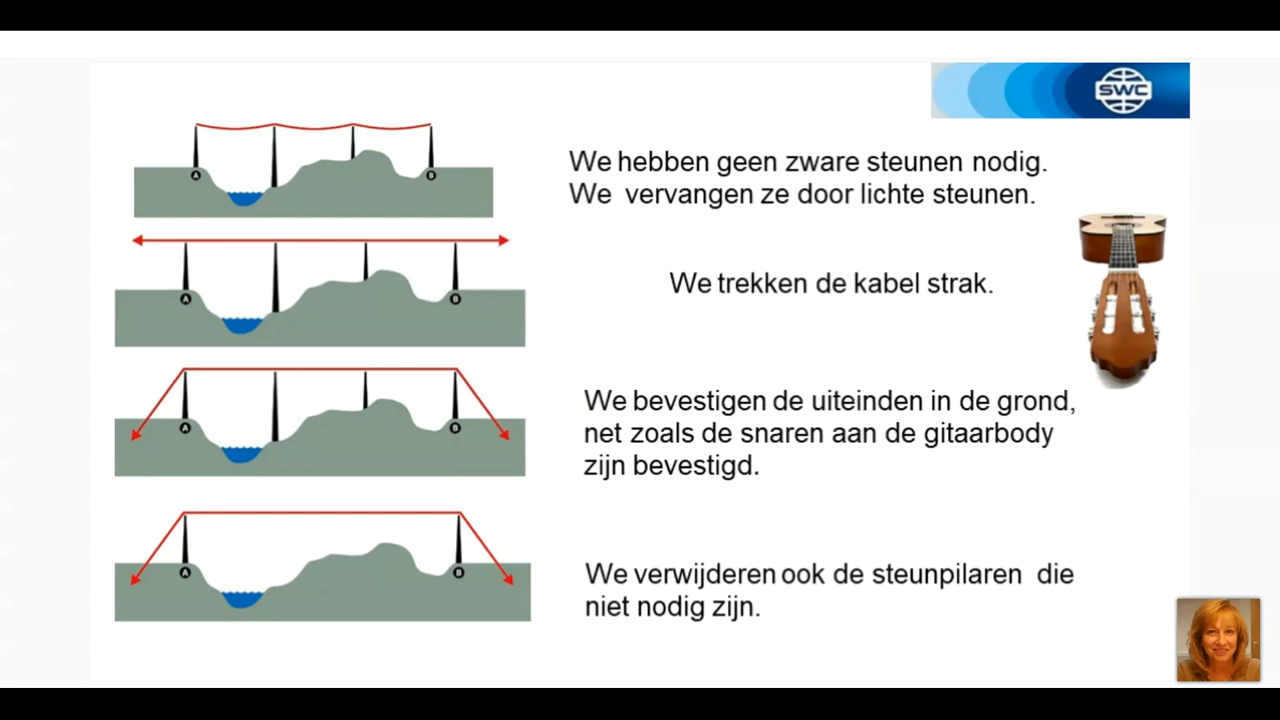 SWC
We hebben geen zware steunen nodig.
We vervangen ze door lichte steunen.
A
B
We trekken de kabel strak.
A
B
We bevestigen de uiteinden in de grond,
net zoals de snaren aan de gitaarbody
zijn bevestigd.
A
B
We verwijderen ook de steunpilaren die
niet nodig zijn.
A
B